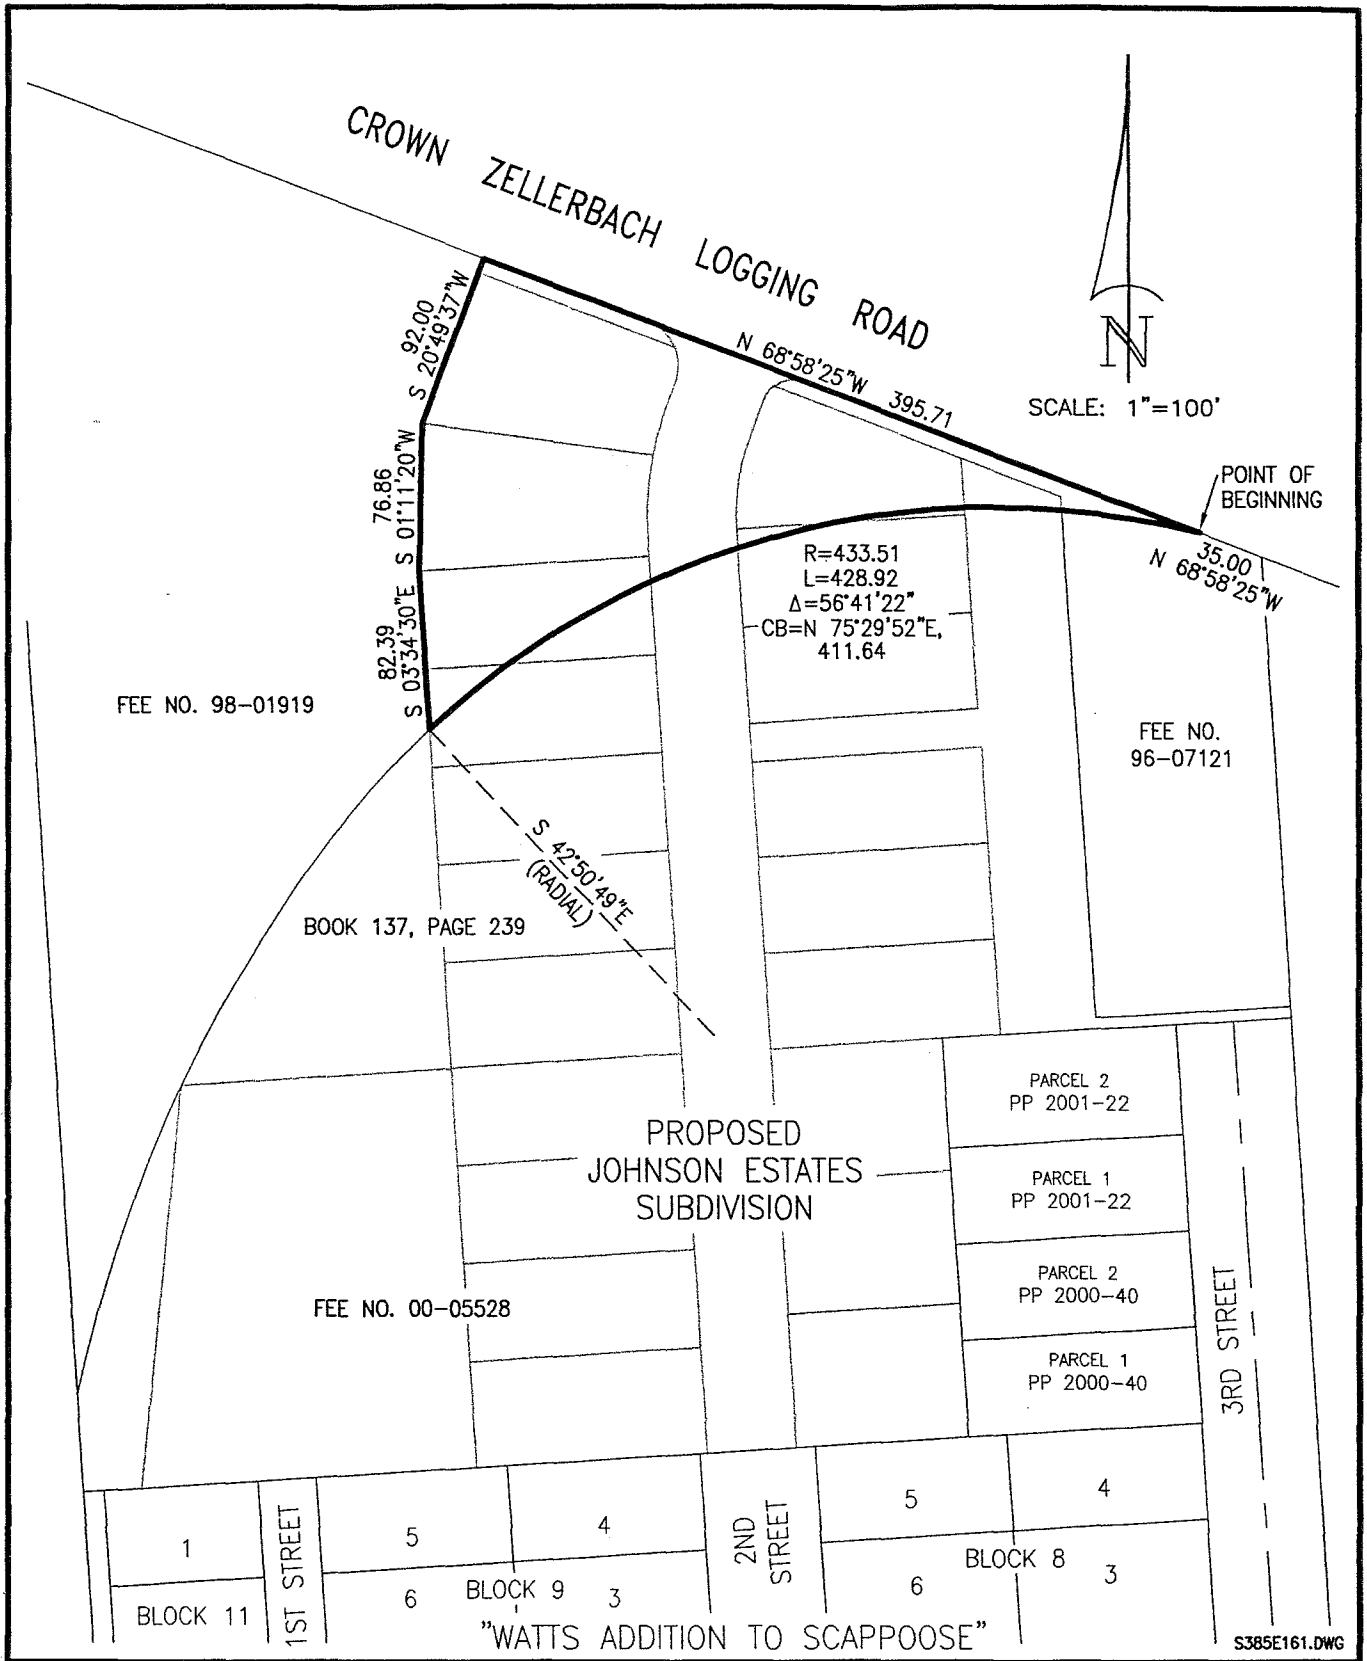 CROWN ZELLERBACH LOGGING ROAD
N
SCALE: 1"=100'
92.00
S 20°49'37"W
N 68°58'25"W 395.71
POINT OF
BEGINNING
35.00
N 68°58'25"W
76.86
S 01°11'20"W
82.39
S 03°34'30"E
R=433.51
L=428.92
Δ=56°41'22"
CB=N 75°29'52"E,
411.64
FEE NO. 98-01919
FEE NO.
96-07121
S 42°50'49"E
(RADIAL)
BOOK 137, PAGE 239
PROPOSED
JOHNSON ESTATES
SUBDIVISION
PARCEL 2
PP 2001-22
PARCEL 1
PP 2001-22
PARCEL 2
PP 2000-40
PARCEL 1
PP 2000-40
FEE NO. 00-05528
3RD STREET
1
BLOCK 11
1ST STREET
5
4
6
BLOCK 9
3
2ND
STREET
5
4
BLOCK 8
6
3
"WATTS ADDITION TO SCAPPOOSE"
S385E161.DWG